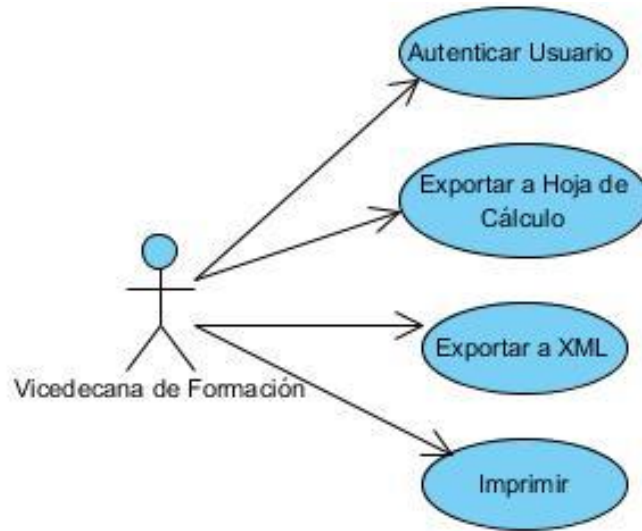 Autenticar Usuario
Exportar a Hoja de
Cálculo
Exportar a XML
Vicedecana de Formación
Imprimir